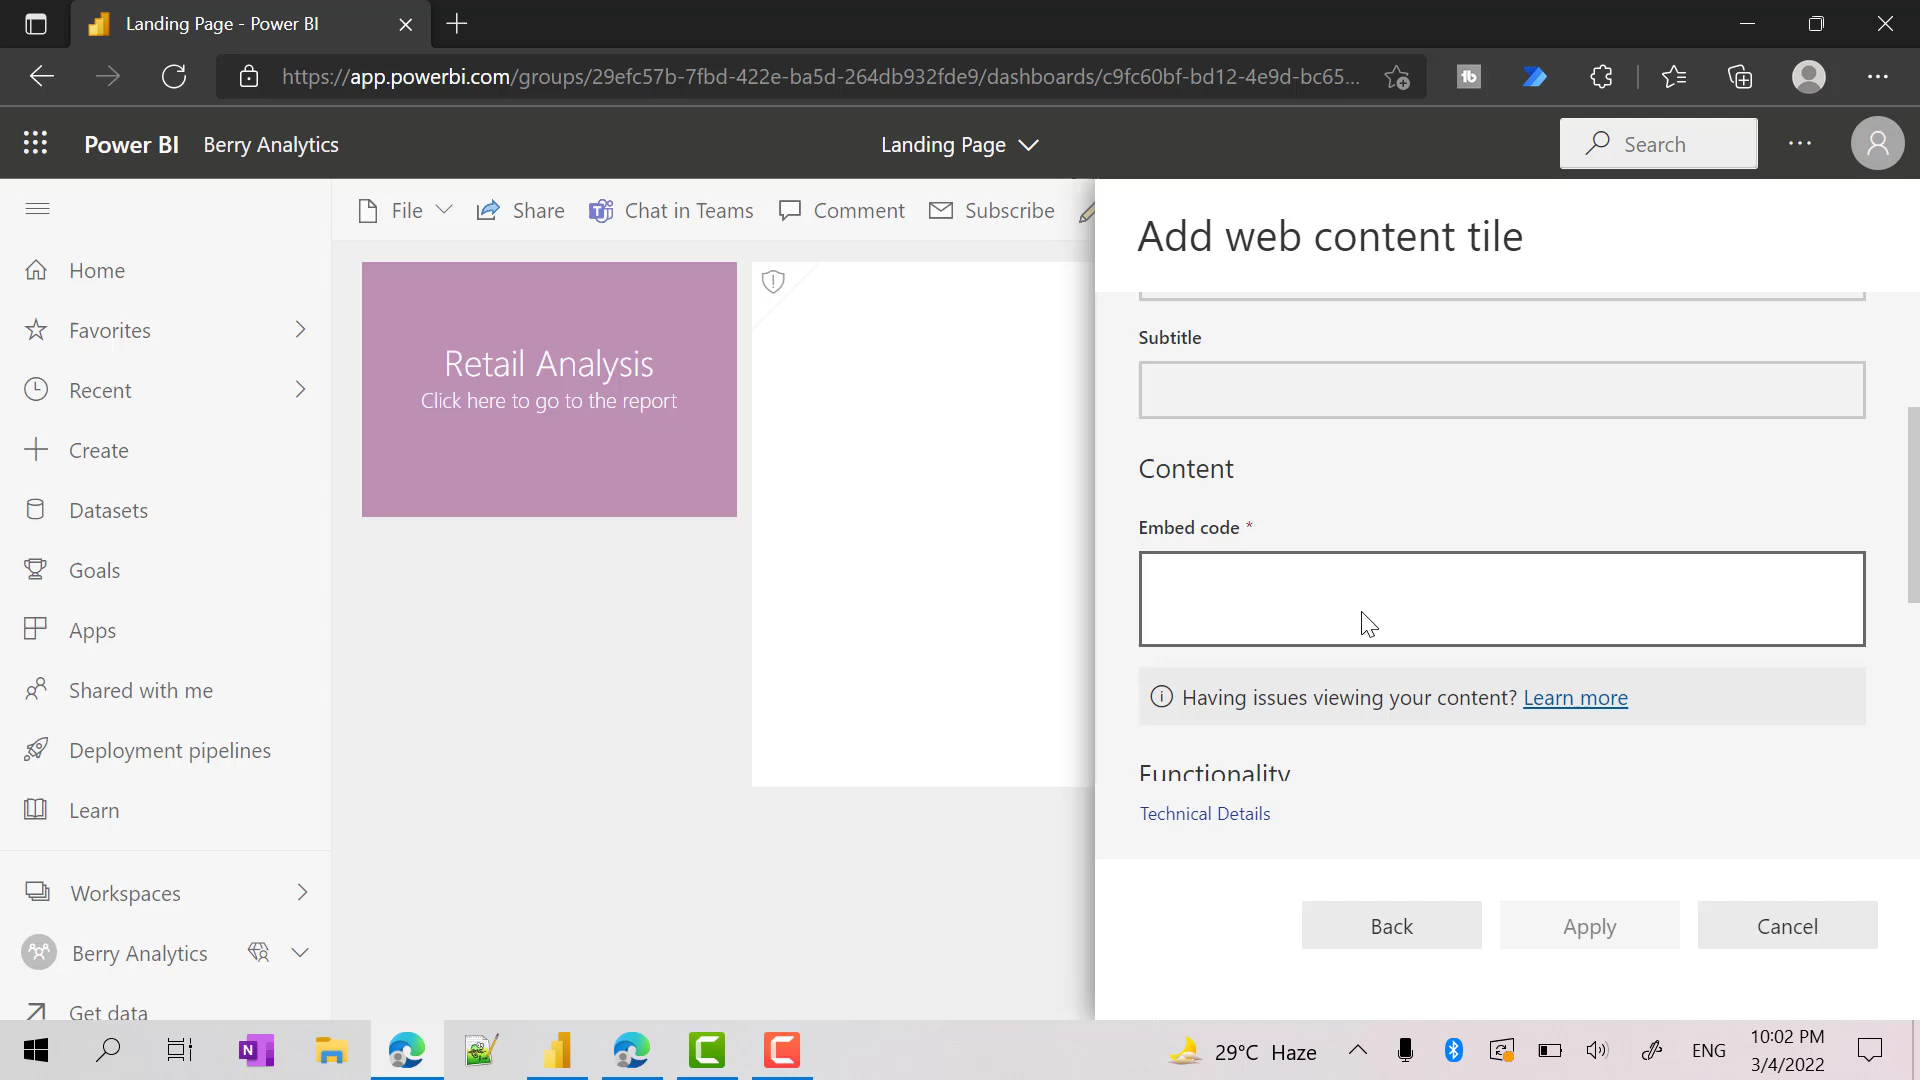 Landing Page - Power BI
https://app.powerbi.com/groups/29efc57b-7fbd-422e-ba5d-264db932fde9/dashboards/c9fc60bf-bd12-4e9d-bc65...
Power BI
Berry Analytics
Landing Page
Search
File
Share
Chat in Teams
Comment
Subscribe
Home
Favorites
Recent
Create
Datasets
Goals
Apps
Shared with me
Deployment pipelines
Learn
Workspaces
Berry Analytics
Get data
Retail Analysis
Click here to go to the report
Add web content tile
Subtitle
Content
Embed code *
Having issues viewing your content? Learn more
Functionality
Technical Details
Back
Apply
Cancel
29°C Haze
ENG
10:02 PM
3/4/2022